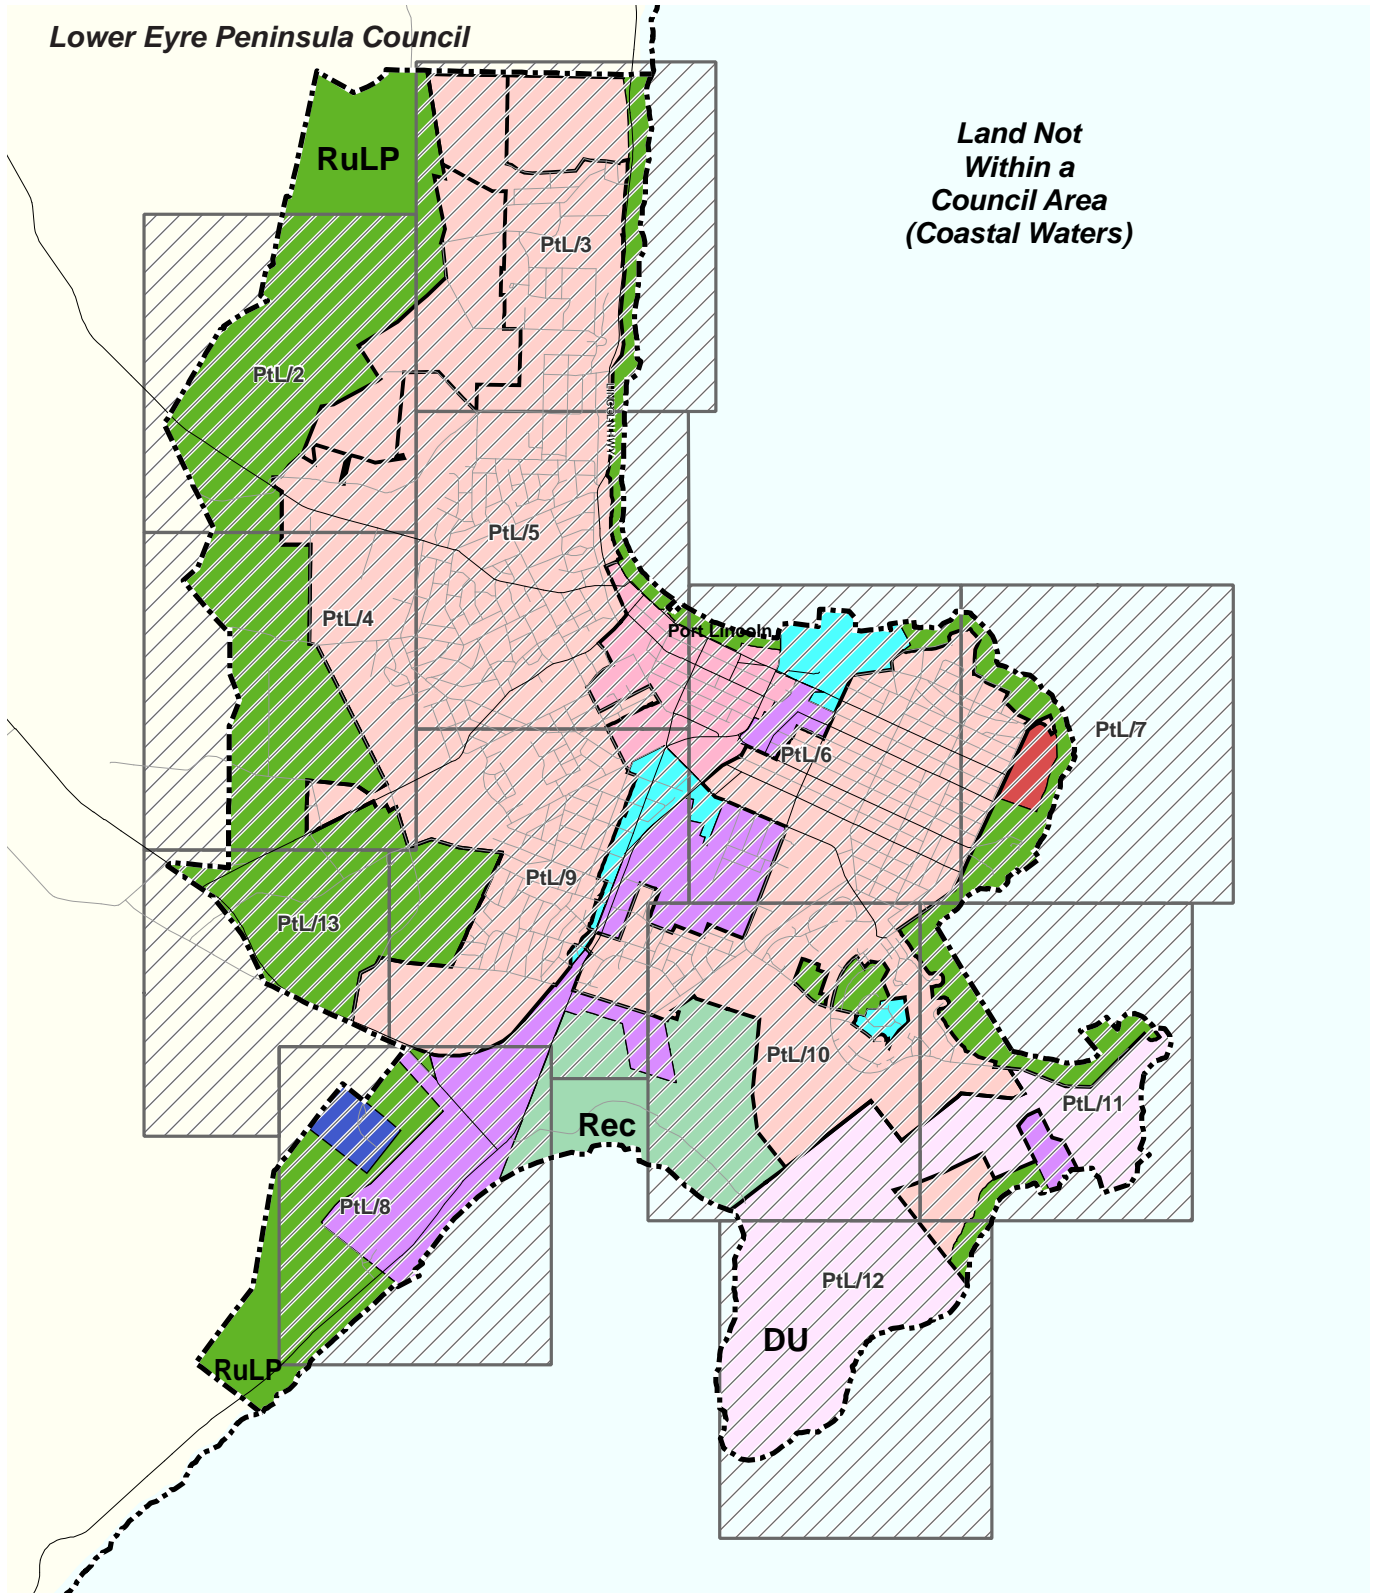 Lower Eyre Peninsula Council
Land Not
Within a
Council Area
(Coastal Waters)
RuLP
PtL/3
PtL/2
LINCOLN HWY
PtL/5
PtL/4
Port Lincoln
PtL/7
PtL/6
PtL/9
PtL/13
PtL/10
PtL/11
Rec
PtL/8
PtL/12
DU
RuLP